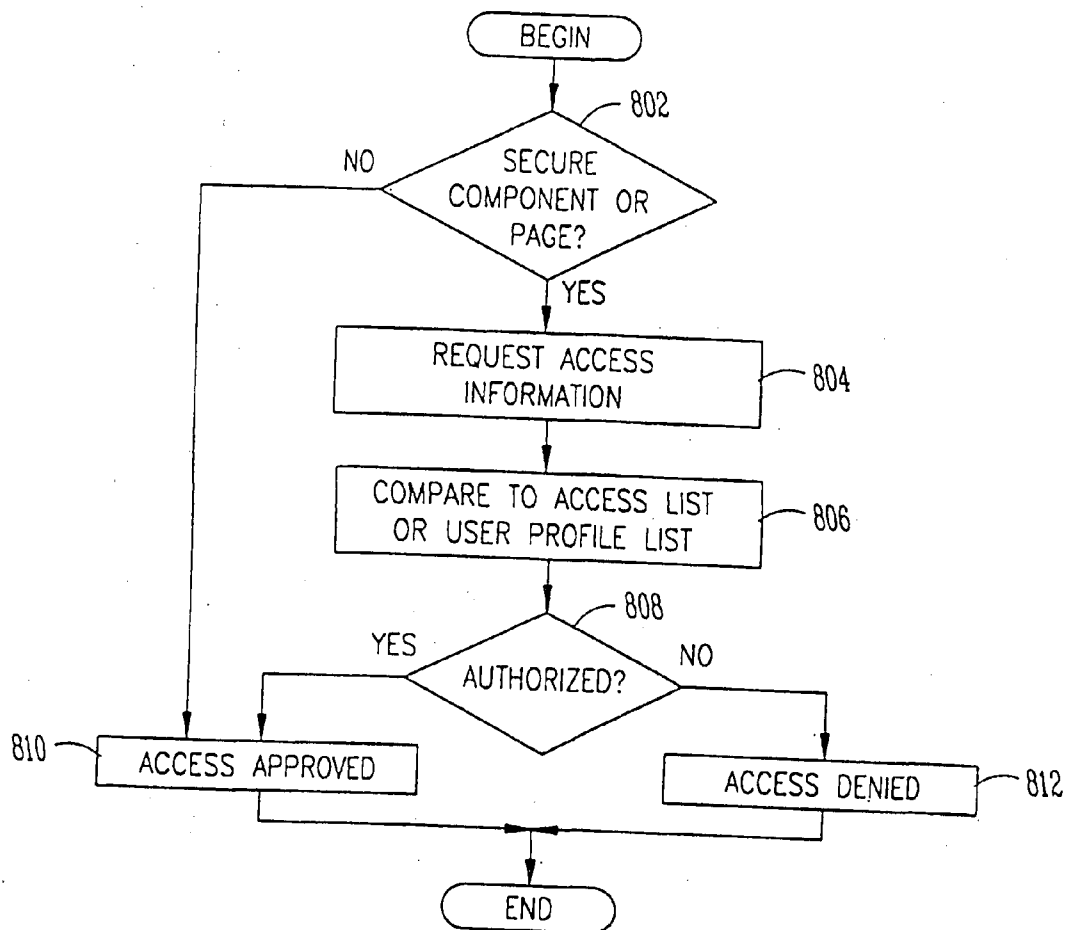 BEGIN
802
NO
SECURE
COMPONENT OR
PAGE?
YES
REQUEST ACCESS
INFORMATION
804
COMPARE TO ACCESS LIST
OR USER PROFILE LIST
806
808
YES
NO
AUTHORIZED?
810
ACCESS APPROVED
ACCESS DENIED
812
END